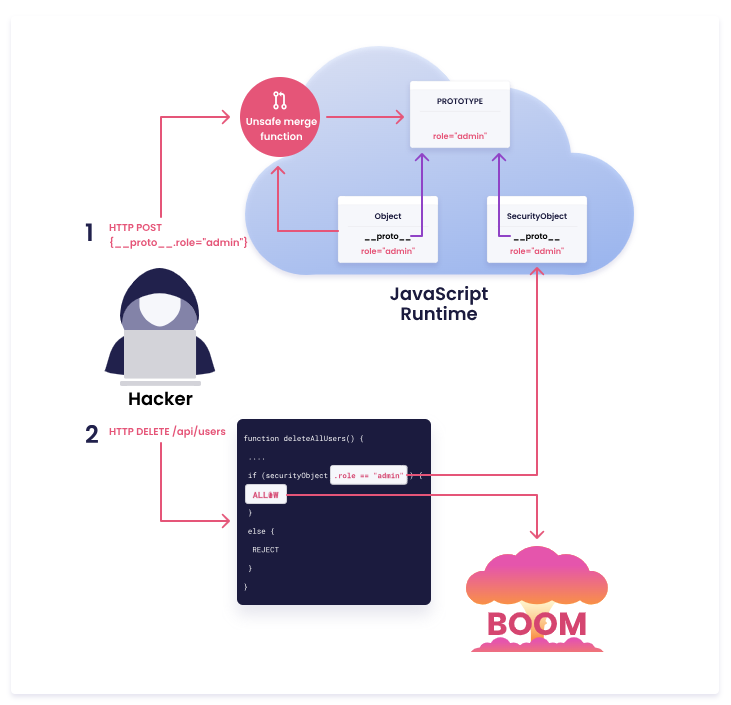 Unsafe merge
function
PROTOTYPE
role="admin"
Object
__proto__
role="admin"
SecurityObject
__proto__
role="admin"
JavaScript
Runtime
1
HTTP POST
{__proto__.role="admin"}
Hacker
2
HTTP DELETE /api/users
function deleteAllUsers() {
....
if (securityObject .role == "admin" ) {
ALLOW
}
else {
REJECT
}
}
BOOM